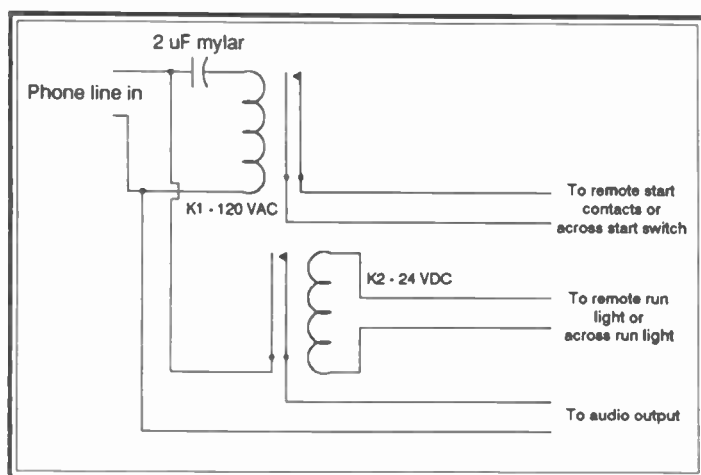 2 uF mylar
Phone line in
K1 - 120 VAC
To remote start
contacts or
across start switch
K2 - 24 VDC
To remote run
light or
across run light
To audio output